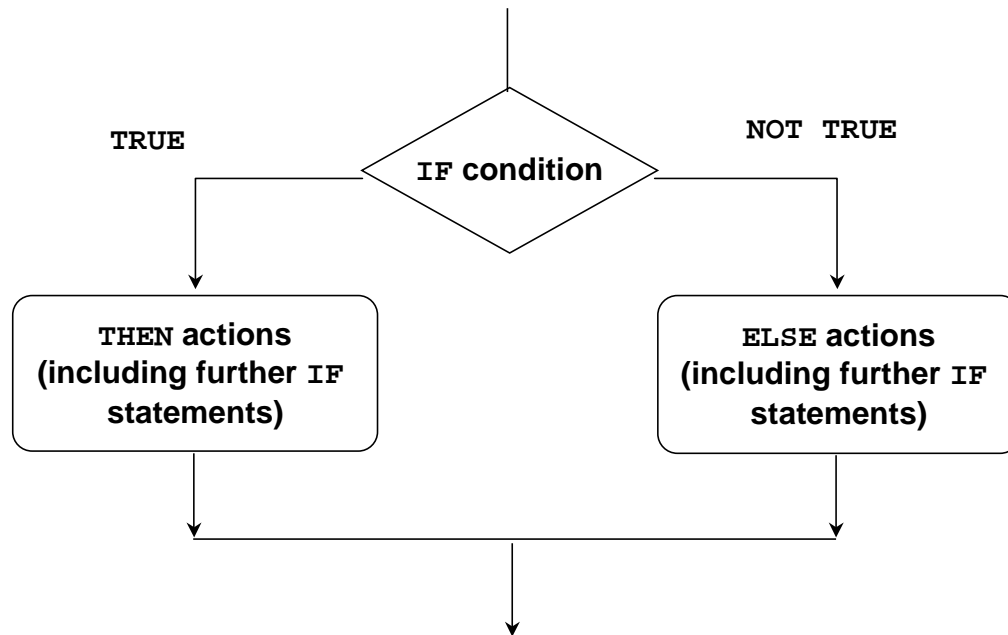 TRUE
NOT TRUE
IF condition
THEN actions
(including further IF
statements)
ELSE actions
(including further IF
statements)